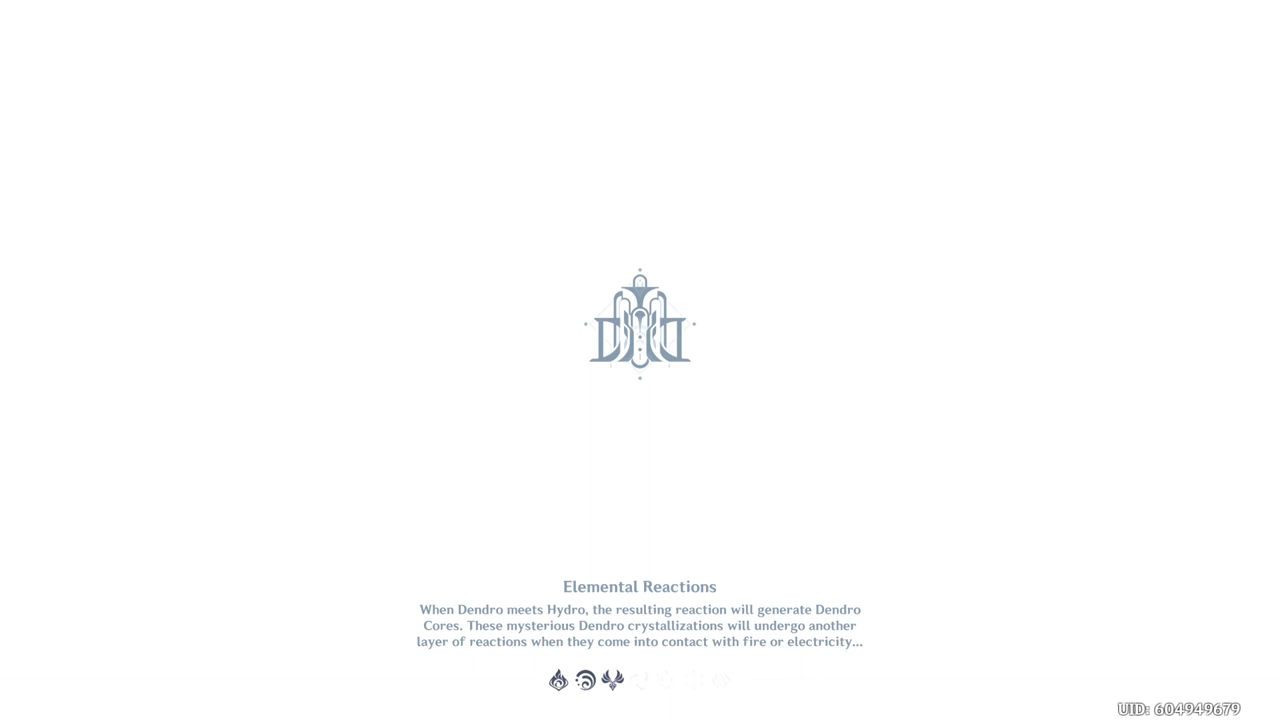 Elemental Reactions
When Dendro meets Hydro, the resulting reaction will generate Dendro
Cores. These mysterious Dendro crystallizations will undergo another
layer of reactions when they come into contact with fire or electricity...
UID: 604949679